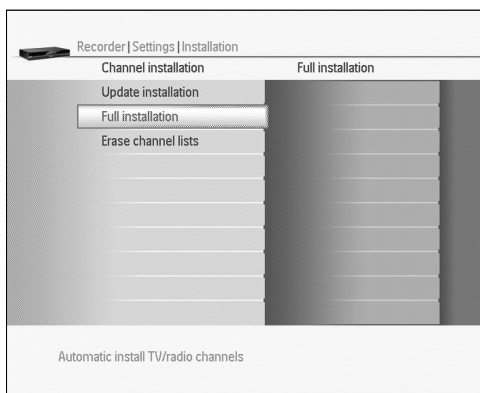 Recorder | Settings | Installation
Channel installation Full installation
Update installation
Full installation
Erase channel lists
Automatic install TV/radio channels